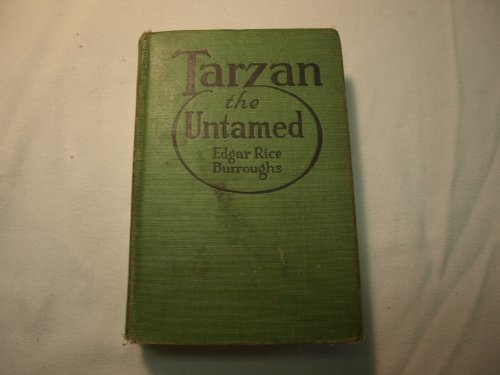 Tarzan
the
Untamed
Edgar Rice
Burroughs